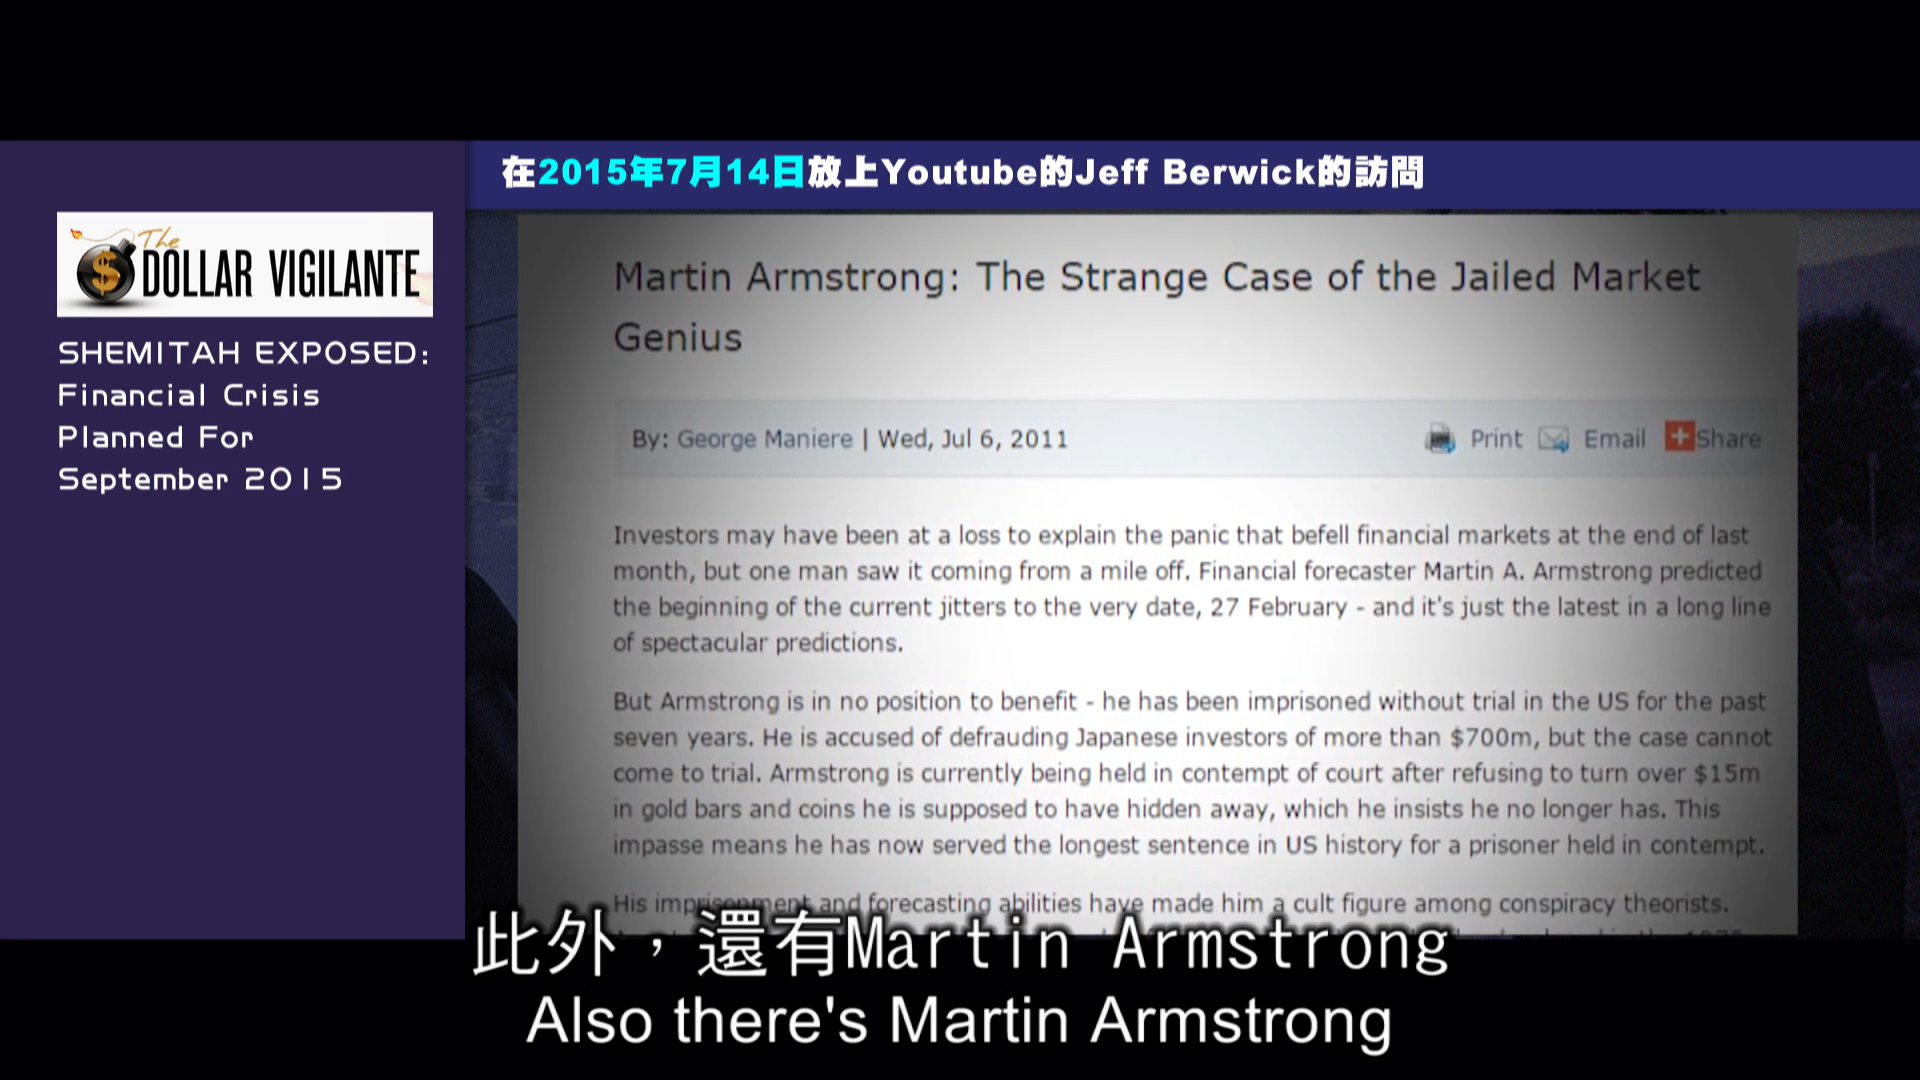 在2015年7月14日放上Youtube的Jeff Berwick的訪問
The
$ DOLLAR VIGILANTE
SHEMITAH EXPOSED:
Financial Crisis
Planned For
September 2015
Martin Armstrong: The Strange Case of the Jailed Market
Genius
By: George Maniere | Wed, Jul 6, 2011
Print Email Share
Investors may have been at a loss to explain the panic that befell financial markets at the end of last
month, but one man saw it coming from a mile off. Financial forecaster Martin A. Armstrong predicted
the beginning of the current jitters to the very date, 27 February - and it's just the latest in a long line
of spectacular predictions.
But Armstrong is in no position to benefit - he has been imprisoned without trial in the US for the past
seven years. He is accused of defrauding Japanese investors of more than $700m, but the case cannot
come to trial. Armstrong is currently being held in contempt of court after refusing to turn over $15m
in gold bars and coins he is supposed to have hidden away, which he insists he no longer has. This
impasse means he has now served the longest sentence in US history for a prisoner held in contempt.
His imprisonment and forecasting abilities have made him a cult figure among conspiracy theorists.
此外，還有Martin Armstrong
Also there's Martin Armstrong